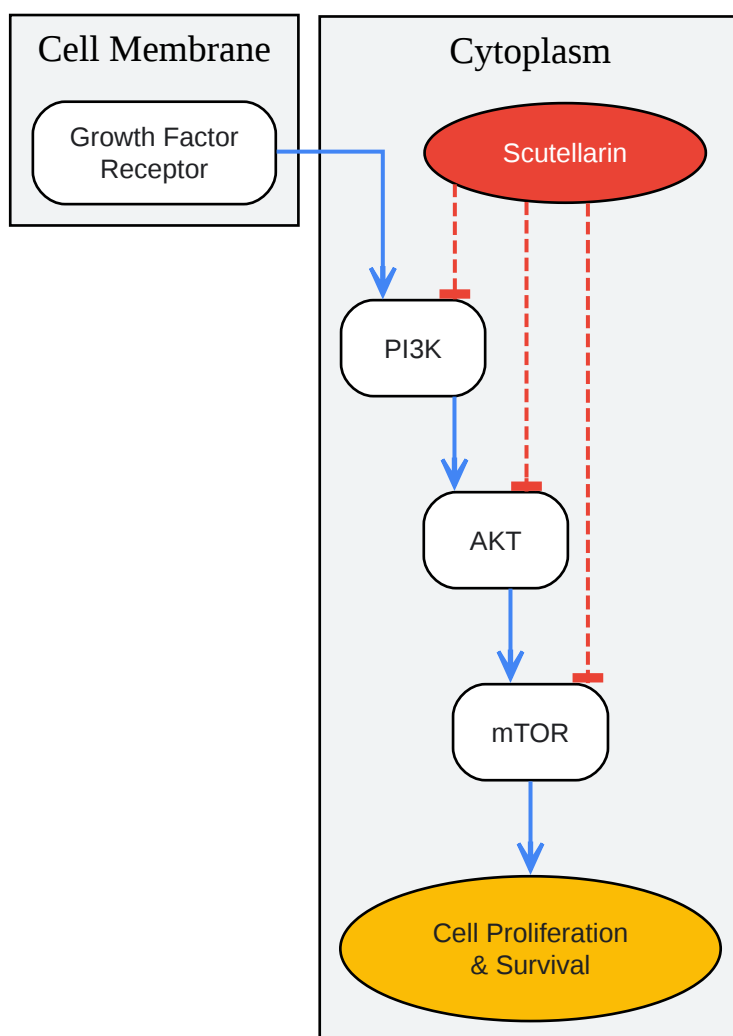 Cell Membrane
Cytoplasm
Growth Factor
Receptor
Scutellarin
PI3K
AKT
mTOR
Cell Proliferation
& Survival